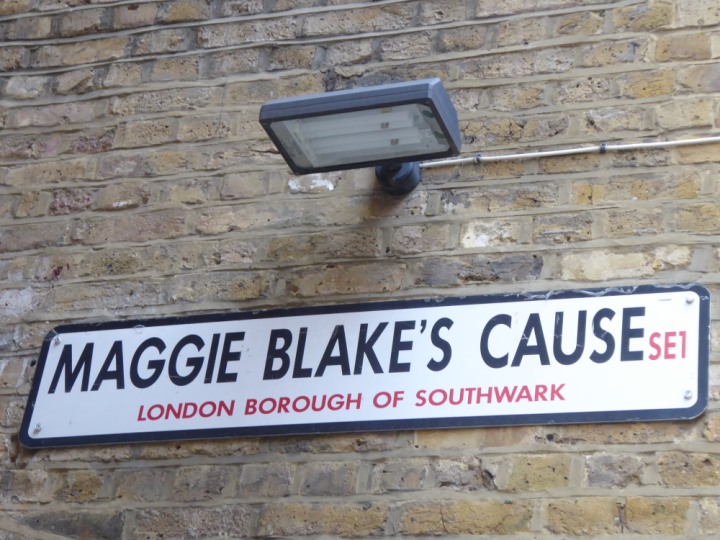 MAGGIE BLAKE'S CAUSE SE1
LONDON BOROUGH OF SOUTHWARK